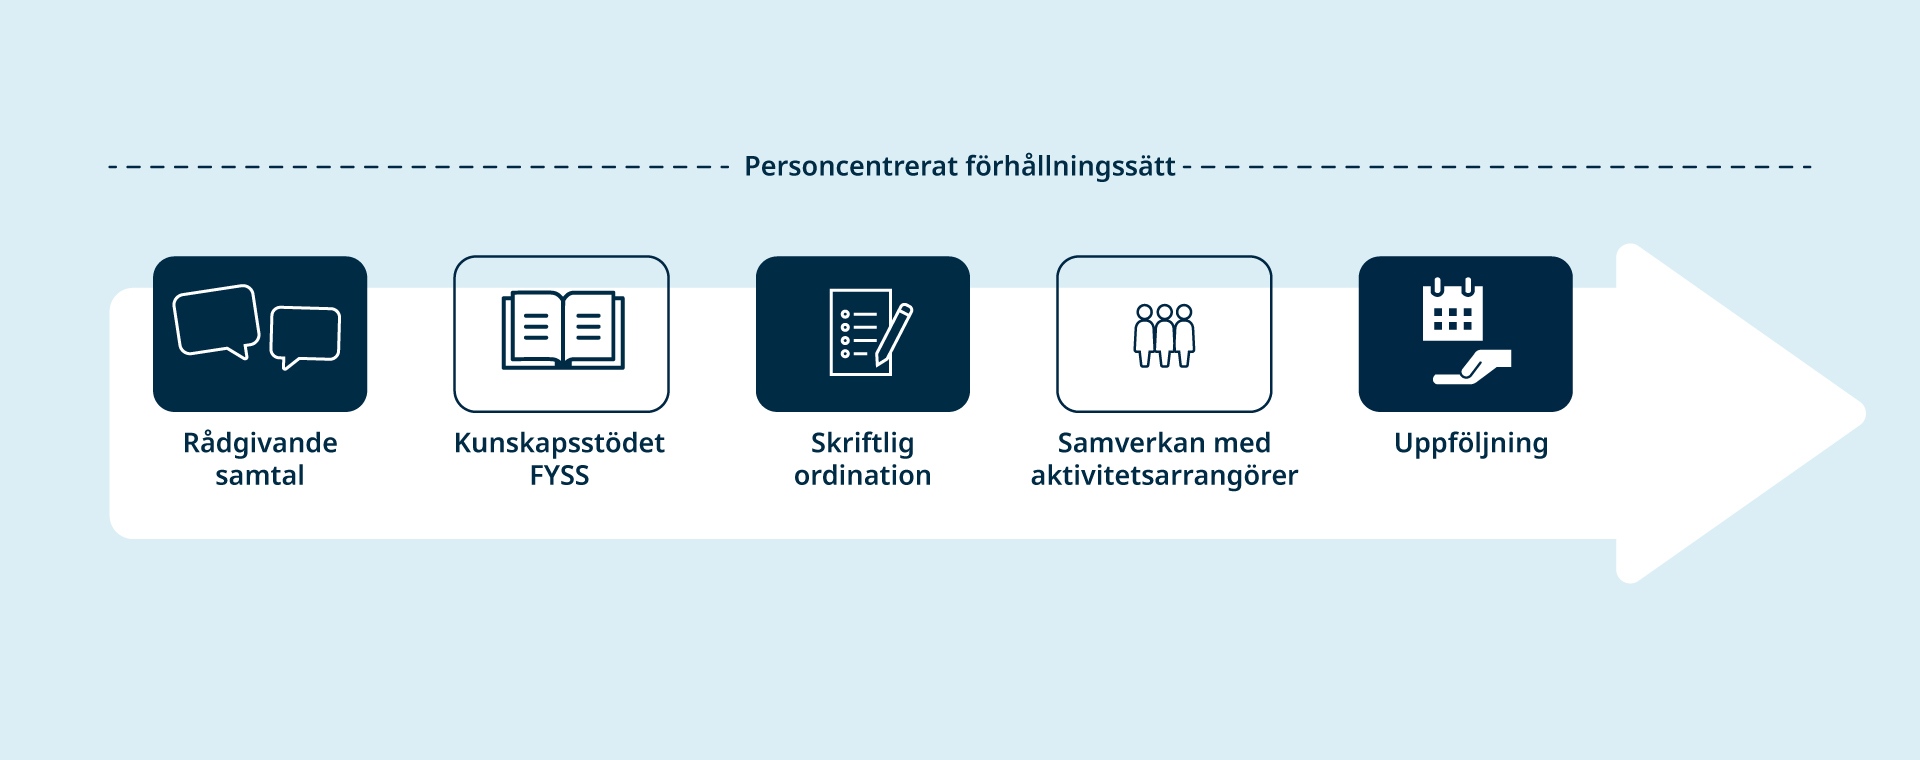 Personcentrerat förhållningssätt
Rådgivande
samtal
Kunskapsstödet
FYSS
Skriftlig
ordination
Samverkan med
aktivitetsarrangörer
Uppföljning